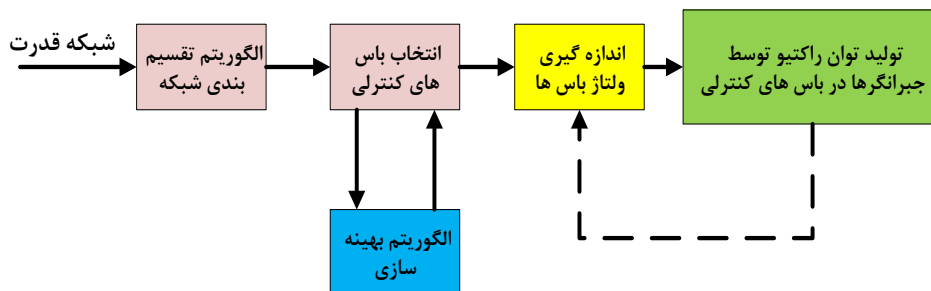 شبکه قدرت
الگوریتم تقسیم
بندی شبکه
انتخاب باس
های کنترلی
اندازه گیری
ولتاژ باس ها
تولید توان راکتیو توسط
جبرانگرها در باس های کنترلی
الگوریتم بهینه
سازی